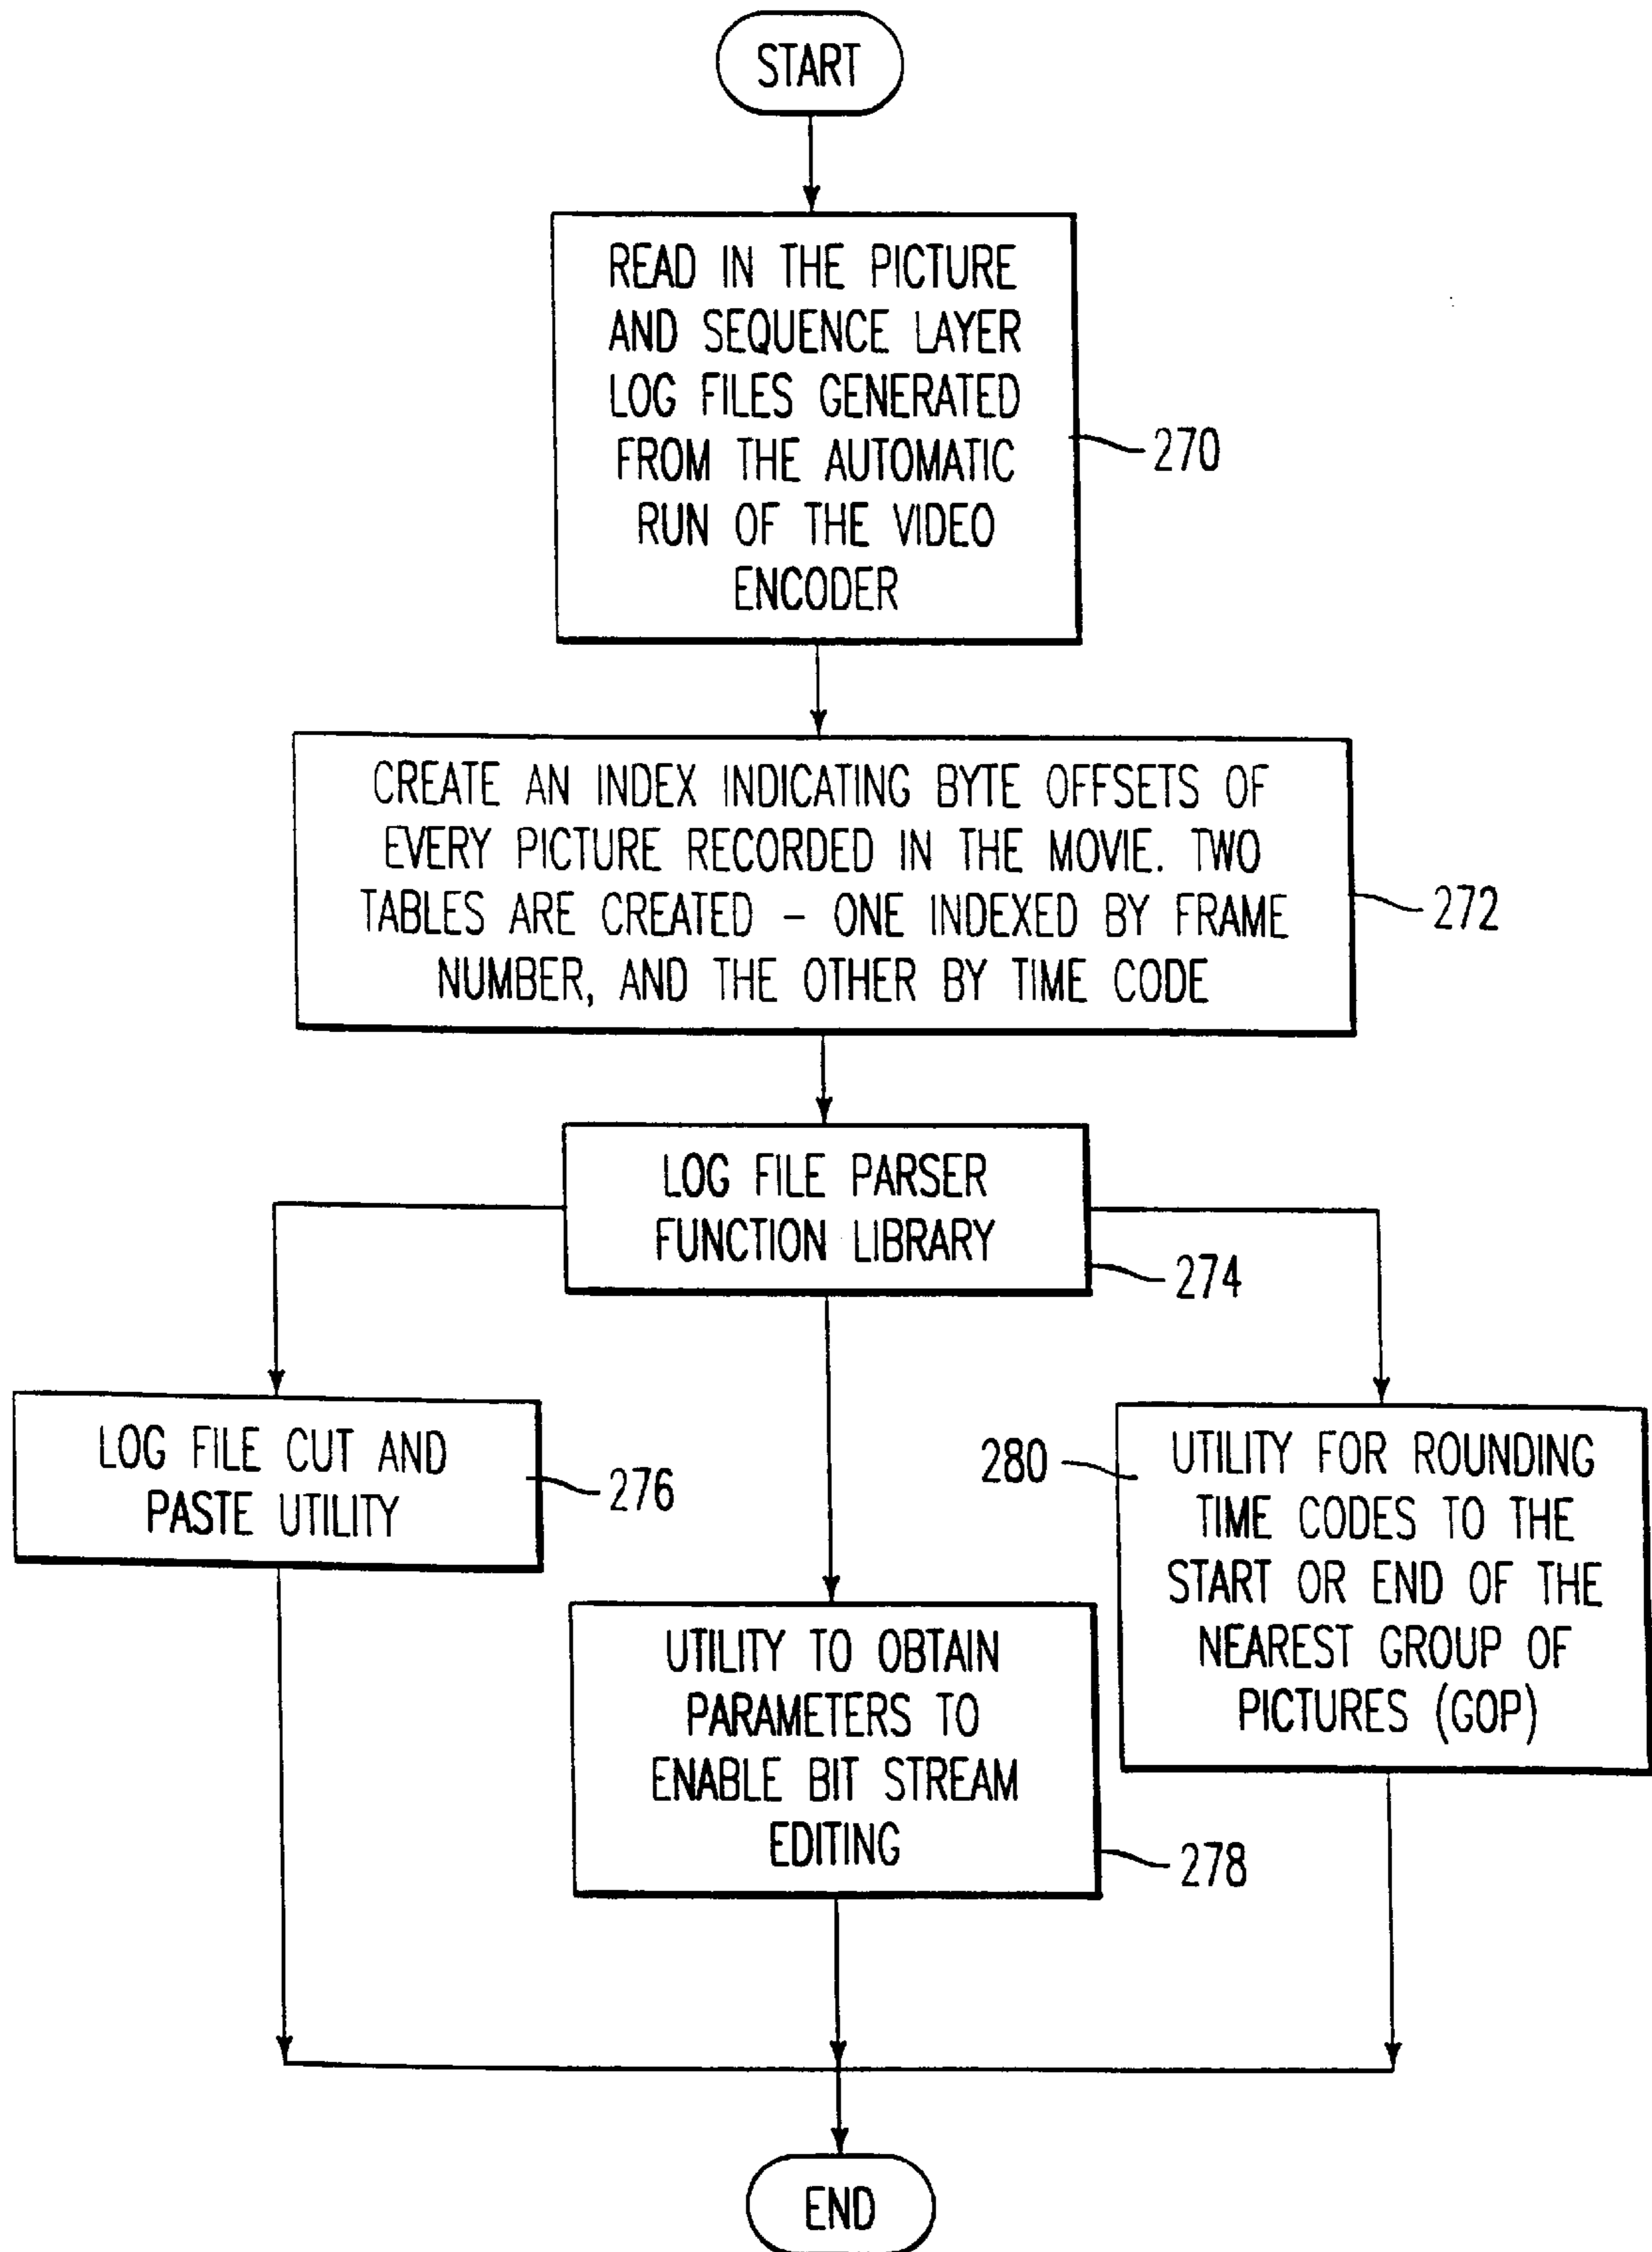 START
READ IN THE PICTURE
AND SEQUENCE LAYER
LOG FILES GENERATED
FROM THE AUTOMATIC
RUN OF THE VIDEO
ENCODER
270
CREATE AN INDEX INDICATING BYTE OFFSETS OF
EVERY PICTURE RECORDED IN THE MOVIE. TWO
TABLES ARE CREATED – ONE INDEXED BY FRAME
NUMBER, AND THE OTHER BY TIME CODE
272
LOG FILE PARSER
FUNCTION LIBRARY
274
LOG FILE CUT AND
PASTE UTILITY
276
UTILITY TO OBTAIN
PARAMETERS TO
ENABLE BIT STREAM
EDITING
278
280
UTILITY FOR ROUNDING
TIME CODES TO THE
START OR END OF THE
NEAREST GROUP OF
PICTURES (GOP)
END